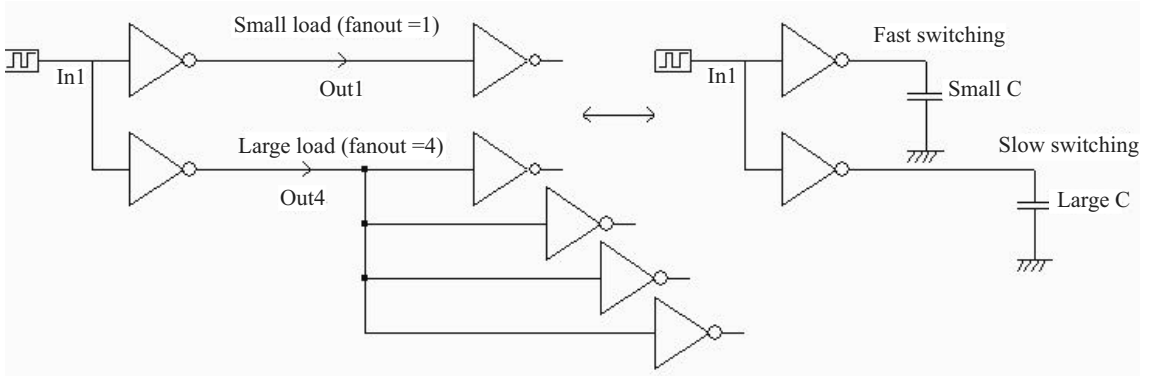 Small load (fanout =1)
In1
Out1
Large load (fanout =4)
Out4
Fast switching
In1
Small C
Slow switching
Large C